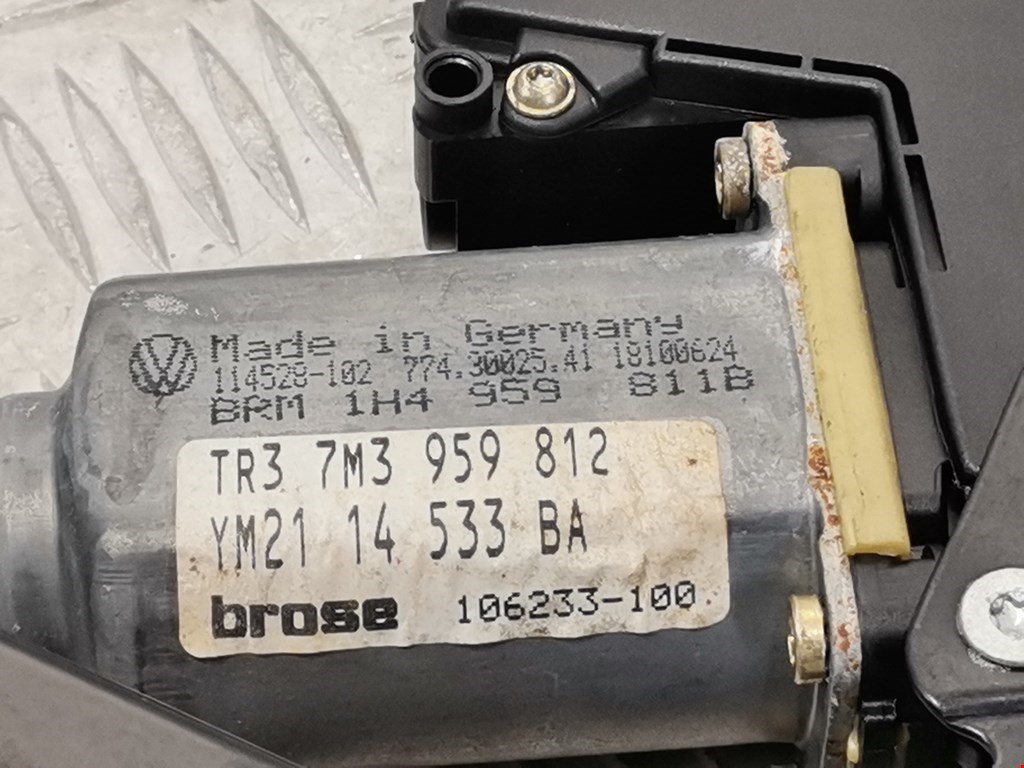 Made in Germany
114528-102 774.30025.41 18100624
BRM 1H4 959 811B
TR3 7M3 959 812
YM21 14 533 BA
brose 106233-100